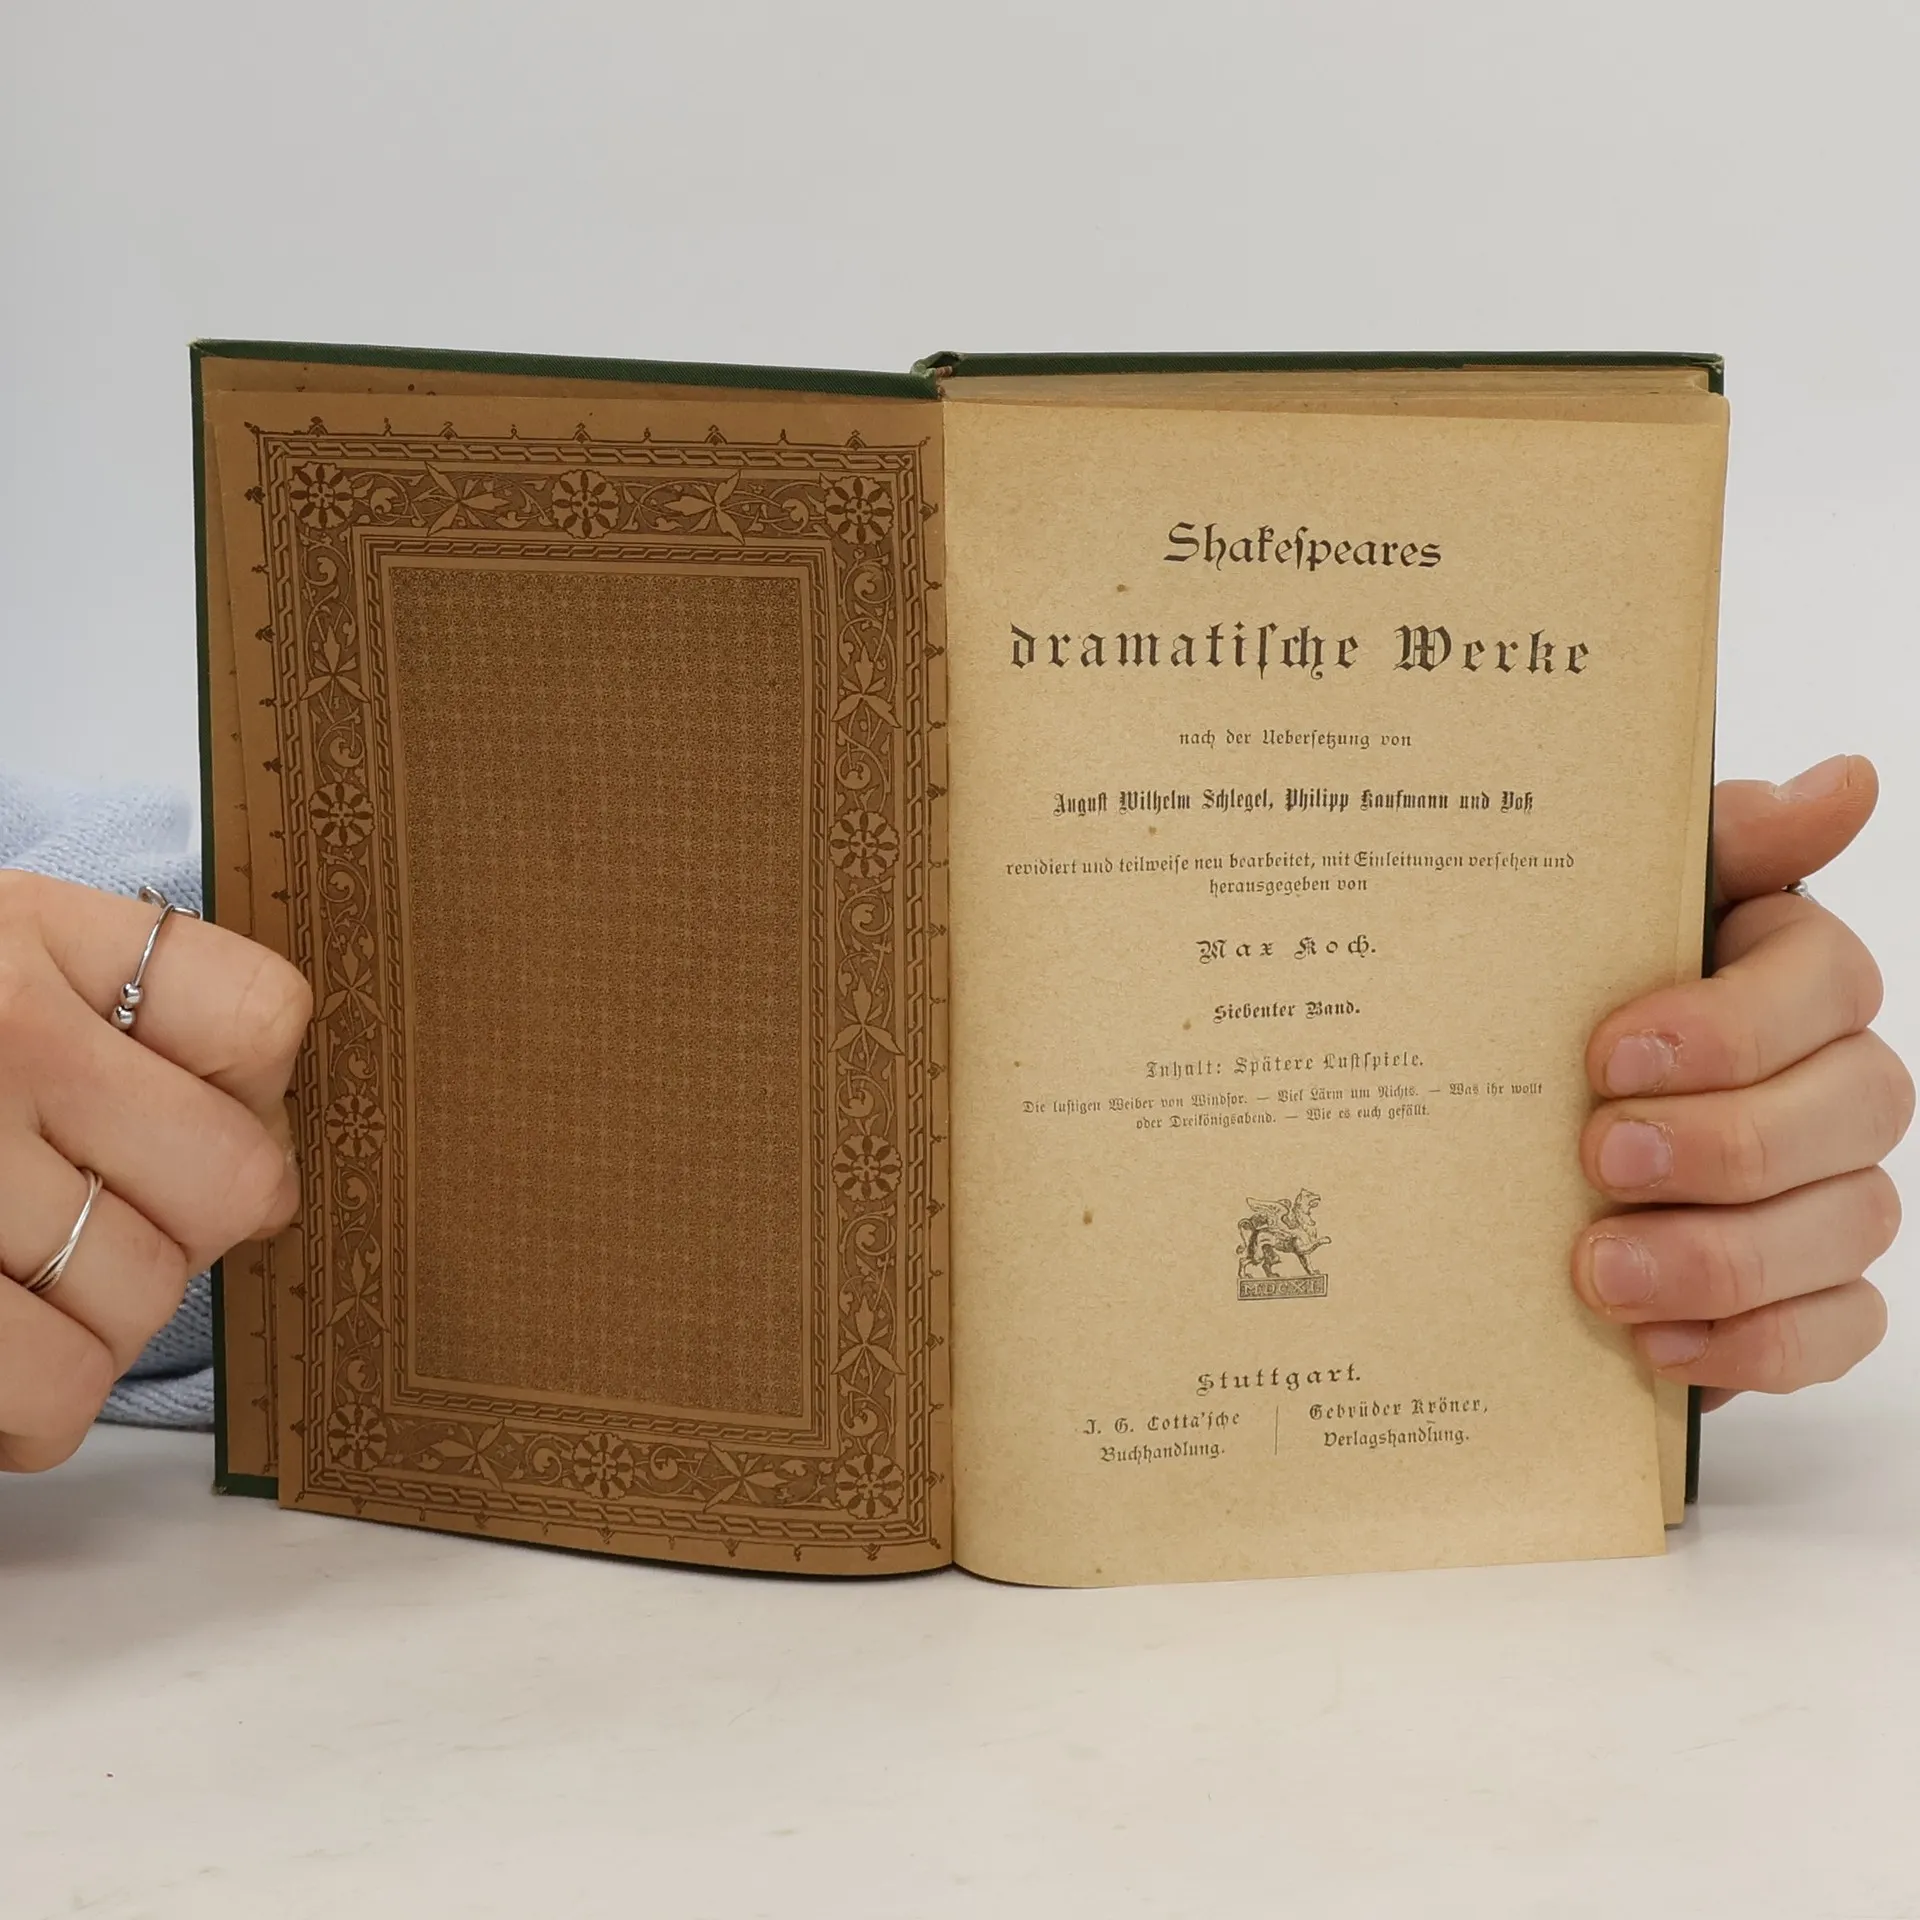 Shakeſpeares
dramatiſche Werke
nach der Ueberſetzung von
Auguſt Wilhelm Schlegel, Philipp Kaufmann und Voß
revidiert und teilweiſe neu bearbeitet, mit Einleitungen verſehen und
herausgegeben von
Max Koch.
Siebenter Band.
Inhalt: Spätere Luſtſpiele.
Die luſtigen Weiber von Windſor. — Viel Lärm um Nichts. — Was ihr wollt
oder Dreikönigsabend. — Wie es euch gefällt.
Stuttgart.
J. G. Cotta'ſche
Buchhandlung.
Gebrüder Kröner,
Verlagshandlung.